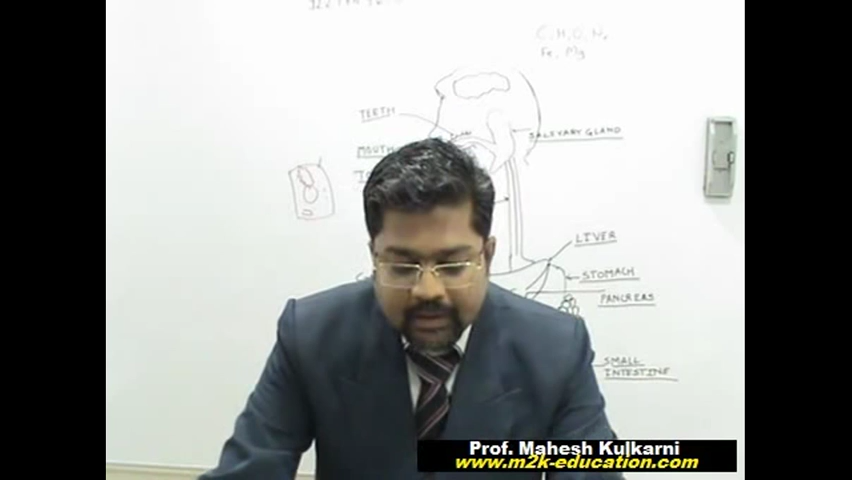 C, H, O, N,
Fe, Mg
TEETH
SALIVARY GLAND
MOUTH
LIVER
STOMACH
PANCREAS
SMALL
INTESTINE
Prof. Mahesh Kulkarni
www.m2k-education.com